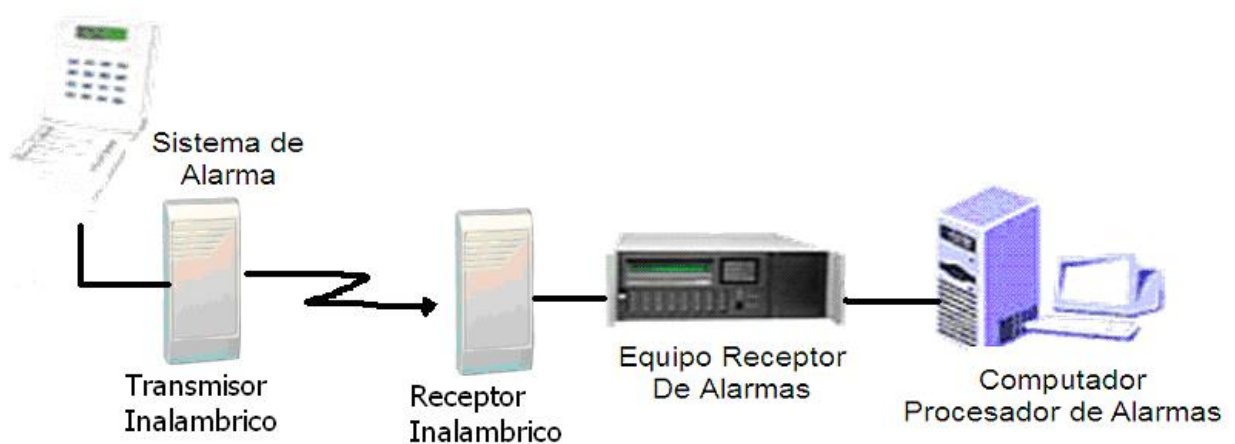 Sistema de
Alarma
Transmisor
Inalambrico
Receptor
Inalambrico
Equipo Receptor
De Alarmas
Computador
Procesador de Alarmas